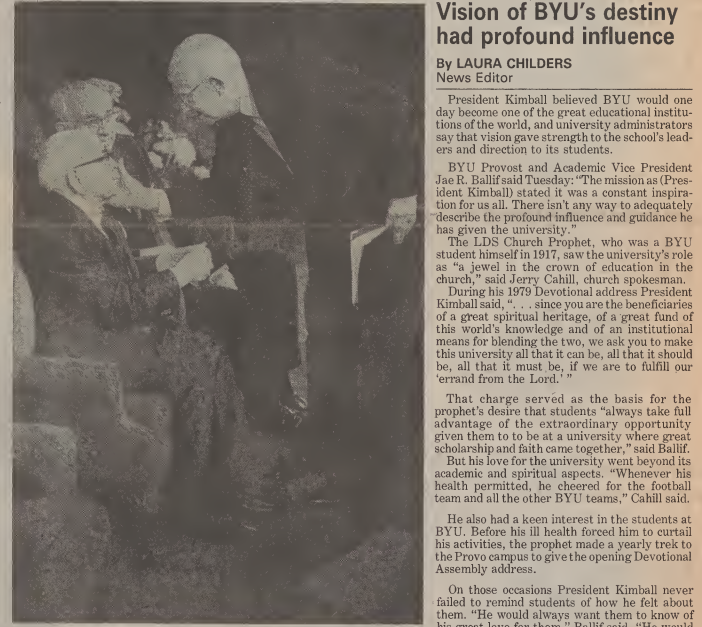 Vision of BYU's destiny
had profound influence
By LAURA CHILDERS
News Editor
President Kimball believed BYU would one
day become one of the great educational institu-
tions of the world, and university administrators
say that vision gave strength to the school's lead-
ers and direction to its students.
BYU Provost and Academic Vice President
Jae R. Ballif said Tuesday: "The mission as (Pres-
ident Kimball) stated it was a constant inspira-
tion for us all. There isn't any way to adequately
describe the profound influence and guidance he
has given the university."
The LDS Church Prophet, who was a BYU
student himself in 1917, saw the university's role
as "a jewel in the crown of education in the
church," said Jerry Cahill, church spokesman.
During his 1979 Devotional address President
Kimball said, ". . . since you are the beneficiaries
of a great spiritual heritage, of a great fund of
this world's knowledge and of an institutional
means for blending the two, we ask you to make
this university all that it can be, all that it should
be, all that it must be, if we are to fulfill our
'errand from the Lord.' "
That charge served as the basis for the
prophet's desire that students "always take full
advantage of the extraordinary opportunity
given them to to be at a university where great
scholarship and faith came together," said Ballif.
But his love for the university went beyond its
academic and spiritual aspects. "Whenever his
health permitted, he cheered for the football
team and all the other BYU teams," Cahill said.
He also had a keen interest in the students at
BYU. Before his ill health forced him to curtail
his activities, the prophet made a yearly trek to
the Provo campus to give the opening Devotional
Assembly address.
On those occasions President Kimball never
failed to remind students of how he felt about
them. "He would always want them to know of
his great love for them," Ballif said. "He would